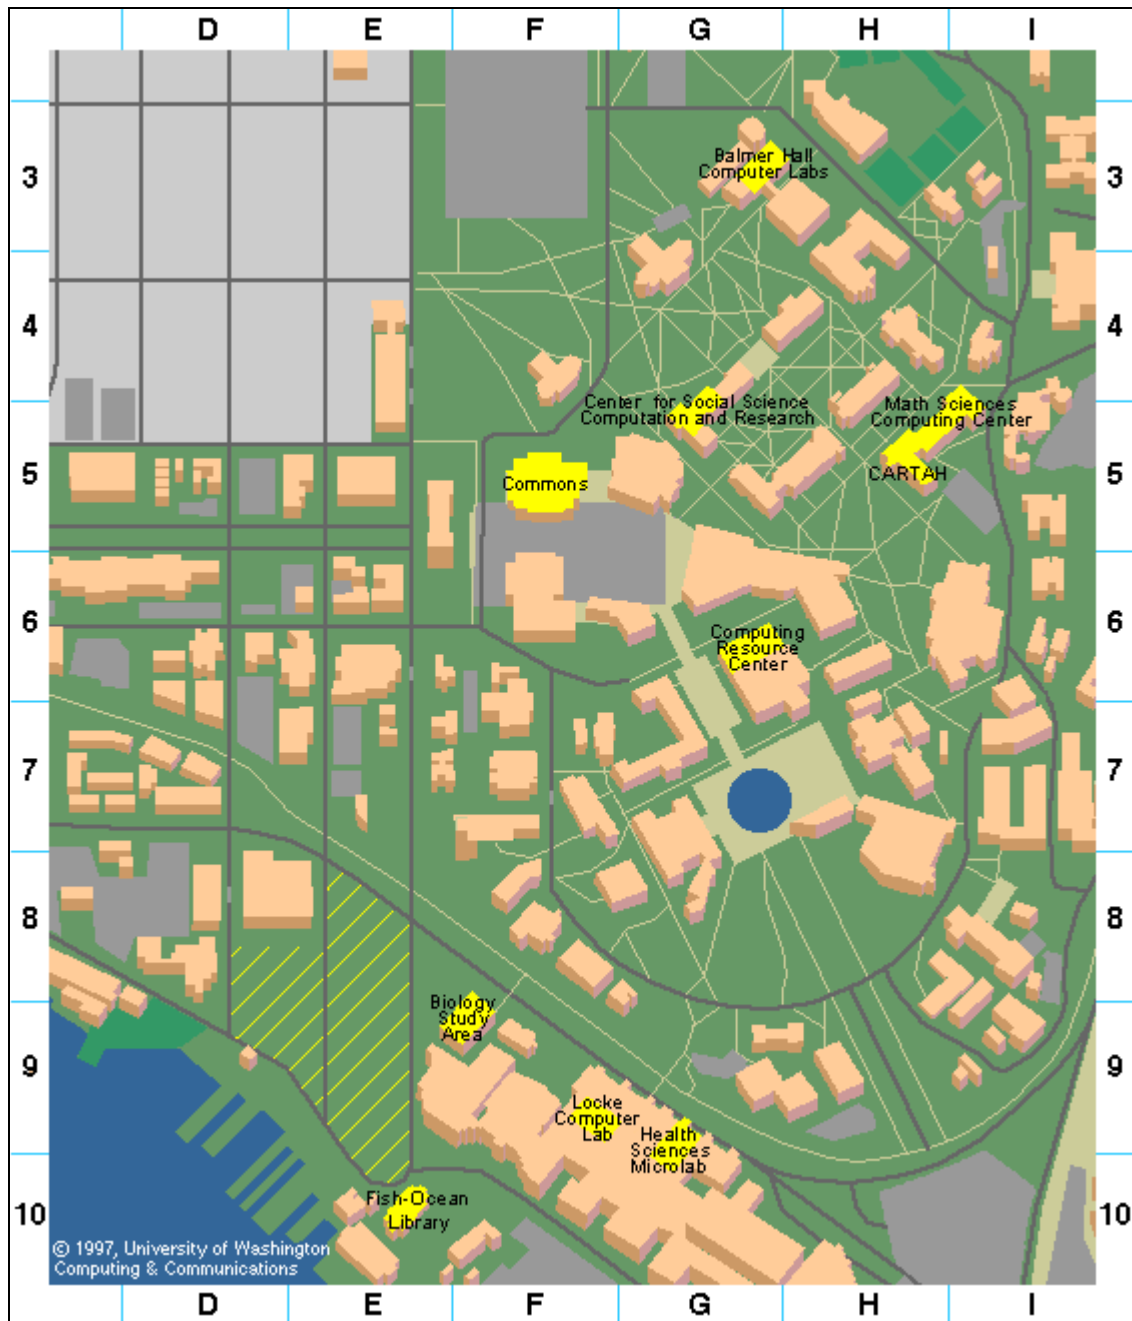 D E F G H I
3 3
Balmer Hall
Computer Labs
4 4
Center for Social Science
Computation and Research
Math Sciences
Computing Center
5 5
Commons
CARTAH
6 6
Computing
Resource
Center
7 7
8 8
Biology
Study
Area
9 9
Locke
Computer
Lab
Health
Sciences
Microlab
10 10
Fish-Ocean
Library
© 1997, University of Washington
Computing & Communications
D E F G H I